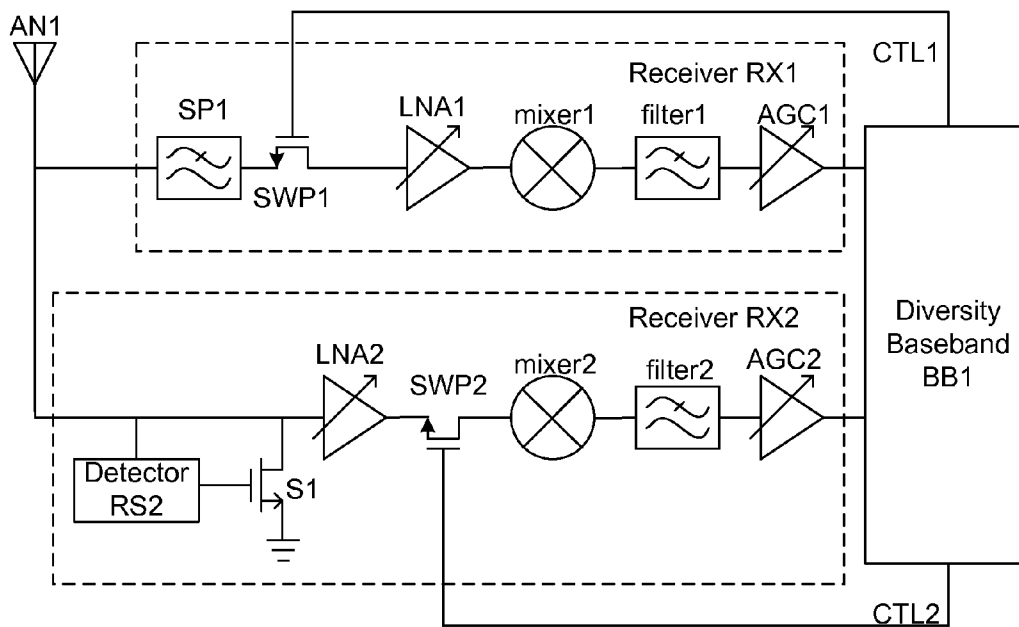 AN1
CTL1
Receiver RX1
SP1
LNA1
mixer1
filter1
AGC1
SWP1
Receiver RX2
Diversity
Baseband
BB1
LNA2
SWP2
mixer2
filter2
AGC2
Detector
RS2
S1
CTL2